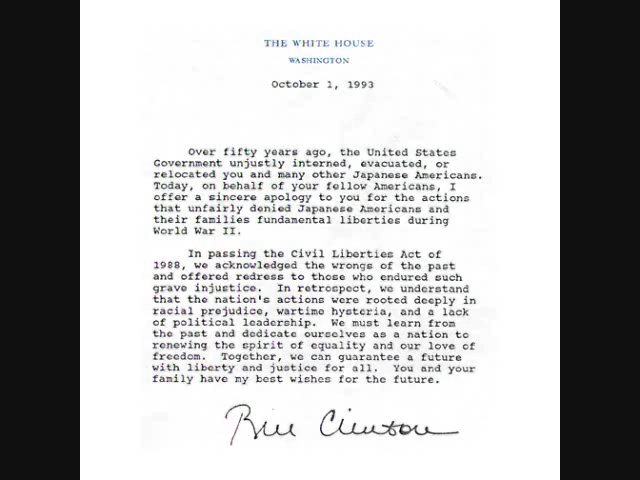 THE WHITE HOUSE
WASHINGTON
October 1, 1993
Over fifty years ago, the United States
Government unjustly interned, evacuated, or
relocated you and many other Japanese Americans.
Today, on behalf of your fellow Americans, I
offer a sincere apology to you for the actions
that unfairly denied Japanese Americans and
their families fundamental liberties during
World War II.
In passing the Civil Liberties Act of
1988, we acknowledged the wrongs of the past
and offered redress to those who endured such
grave injustice. In retrospect, we understand
that the nation's actions were rooted deeply in
racial prejudice, wartime hysteria, and a lack
of political leadership. We must learn from
the past and dedicate ourselves as a nation to
renewing the spirit of equality and our love of
freedom. Together, we can guarantee a future
with liberty and justice for all. You and your
family have my best wishes for the future.
Bill Clinton